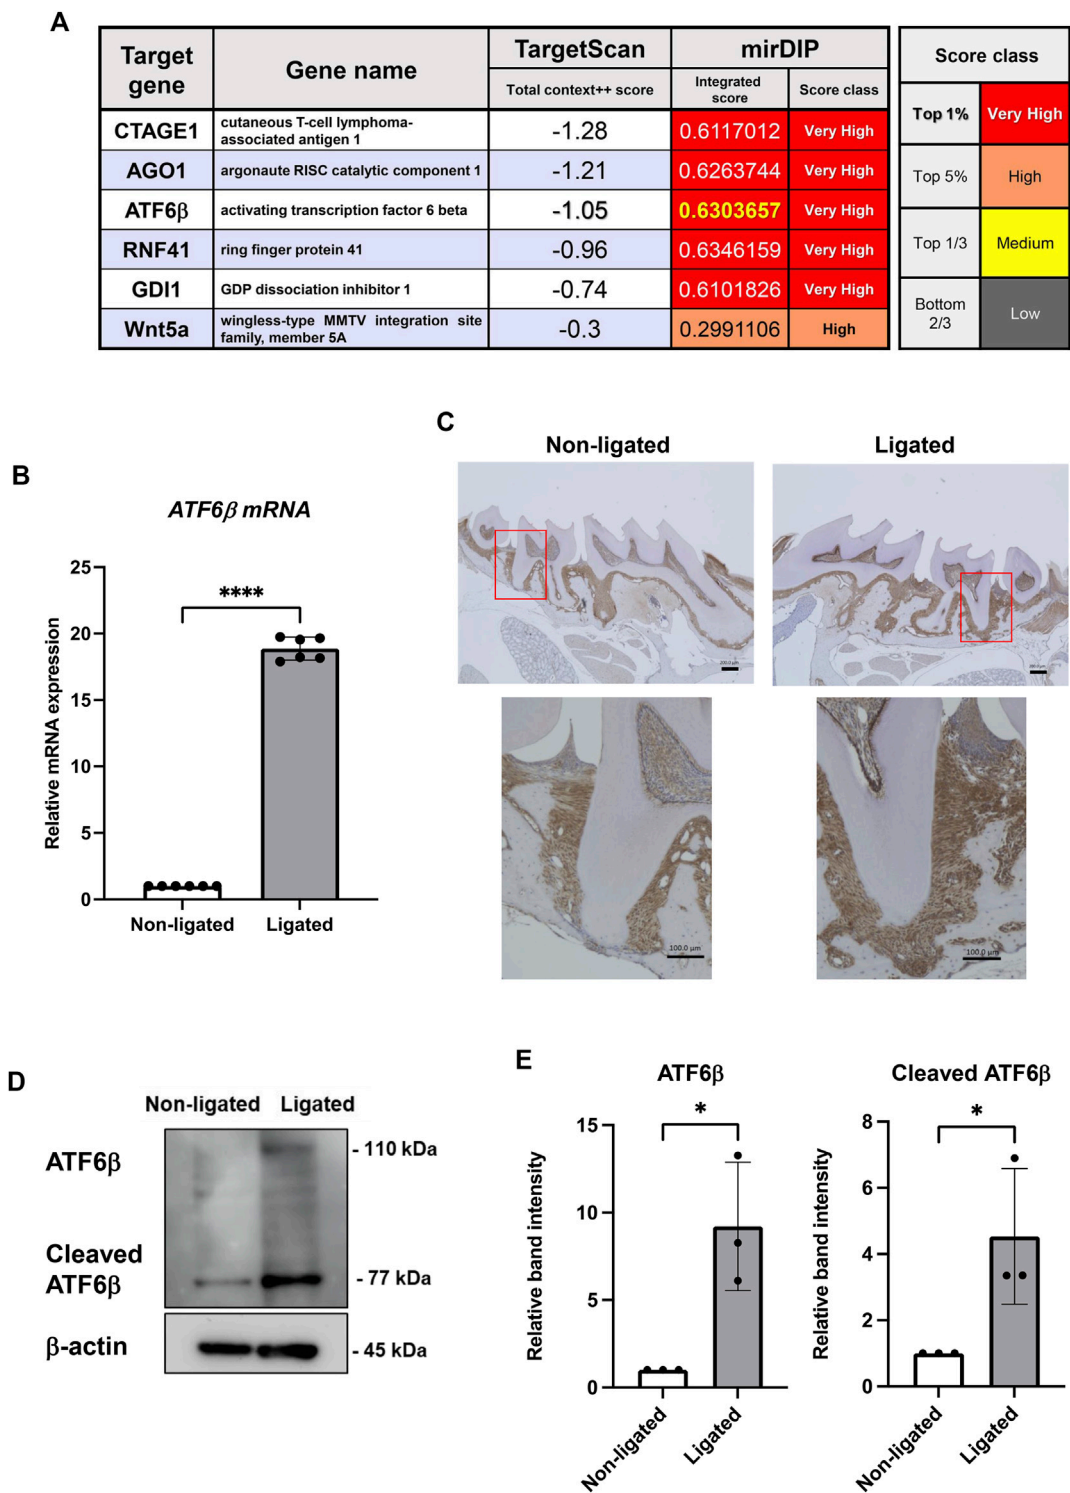 A
Target gene
Gene name
TargetScan
mirDIP
Total context++ score
Integrated score
Score class
CTAGE1
cutaneous T-cell lymphoma-
associated antigen 1
-1.28
0.6117012
Very High
AGO1
argonaute RISC catalytic component 1
-1.21
0.6263744
Very High
ATF6β
activating transcription factor 6 beta
-1.05
0.6303657
Very High
RNF41
ring finger protein 41
-0.96
0.6346159
Very High
GDI1
GDP dissociation inhibitor 1
-0.74
0.6101826
Very High
Wnt5a
wingless-type MMTV integration site
family, member 5A
-0.3
0.2991106
High
Score class
Top 1%
Very High
Top 5%
High
Top 1/3
Medium
Bottom
2/3
Low
B
ATF6β mRNA
Relative mRNA expression
25
20
15
10
5
0
****
Non-ligated
Ligated
C
Non-ligated
Ligated
100.0 μm
100.0 μm
D
Non-ligated
Ligated
ATF6β
- 110 kDa
Cleaved
ATF6β
- 77 kDa
β-actin
- 45 kDa
E
ATF6β
Relative band intensity
15
10
5
0
*
Non-ligated
Ligated
Cleaved ATF6β
Relative band intensity
8
6
4
2
0
*
Non-ligated
Ligated